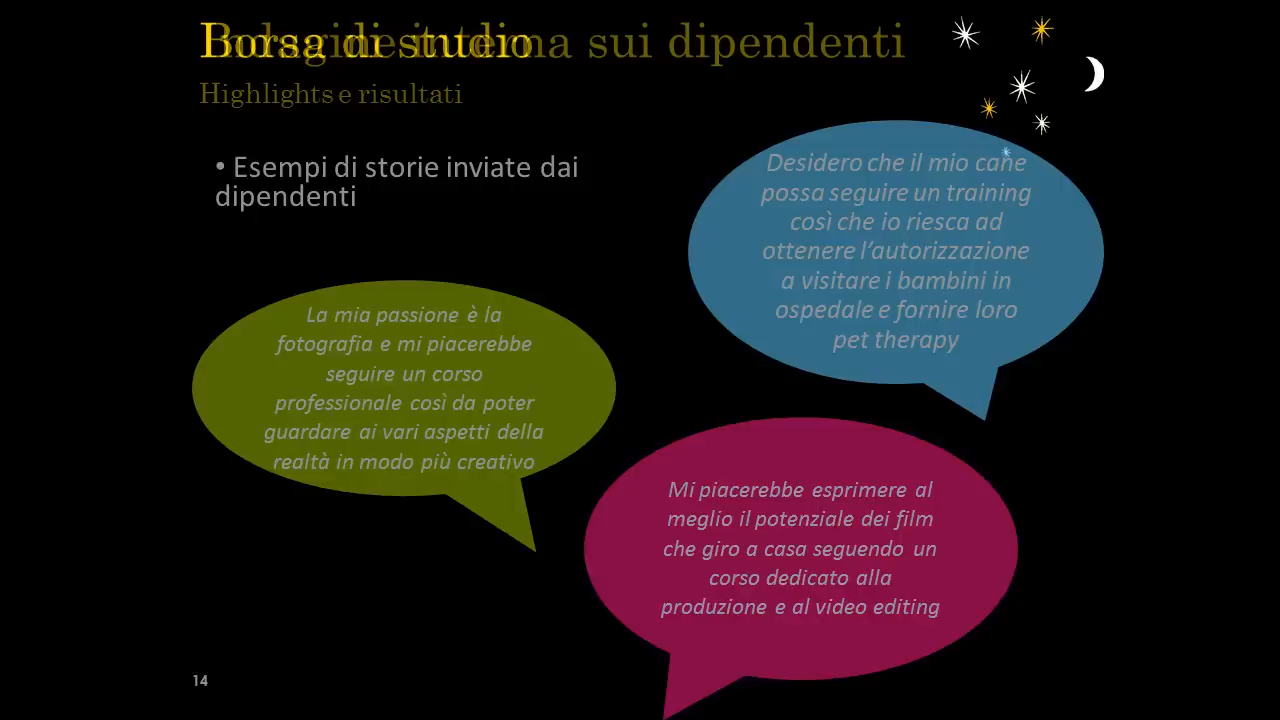 Borsa di studio
sui dipendenti
Highlights e risultati
• Esempi di storie inviate dai
dipendenti
Desidero che il mio cane
possa seguire un training
così che io riesca ad
ottenere l’autorizzazione
a visitare i bambini in
ospedale e fornire loro
pet therapy
La mia passione è la
fotografia e mi piacerebbe
seguire un corso
professionale così da poter
guardare ai vari aspetti della
realtà in modo più creativo
Mi piacerebbe esprimere al
meglio il potenziale dei film
che giro a casa seguendo un
corso dedicato alla
produzione e al video editing
14